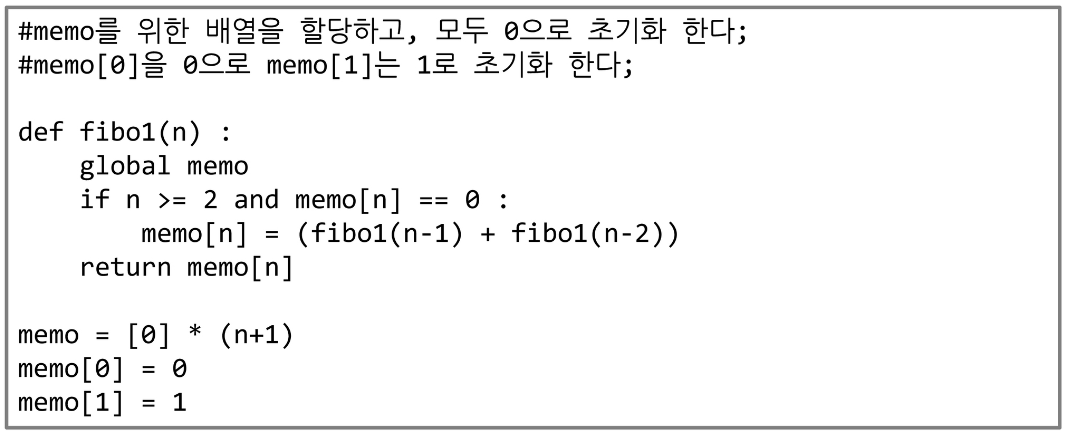 #memo를 위한 배열을 할당하고, 모두 0으로 초기화 한다;
#memo[0]을 0으로 memo[1]는 1로 초기화 한다;

def fibo1(n) :
    global memo
    if n >= 2 and memo[n] == 0 :
        memo[n] = (fibo1(n-1) + fibo1(n-2))
    return memo[n]

memo = [0] * (n+1)
memo[0] = 0
memo[1] = 1